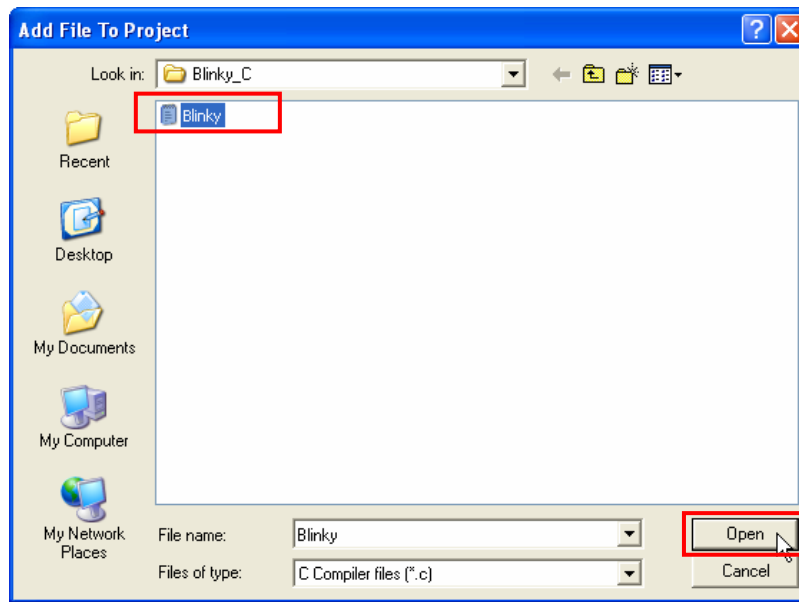 Add File To Project
Look in: Blinky_C
Blinky
Recent
Desktop
My Documents
My Computer
My Network
Places
File name: Blinky Open
Files of type: C Compiler files (*.c) Cancel